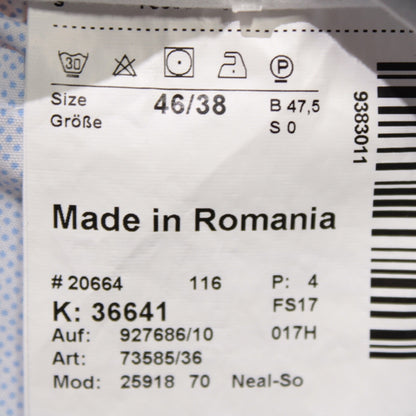 30 P
Size 46/38 B 47,5
Größe S 0
9383011
Made in Romania
# 20664 116 P: 4
K: 36641 FS17
Auf: 927686/10 017H
Art: 73585/36
Mod: 25918 70 Neal-So